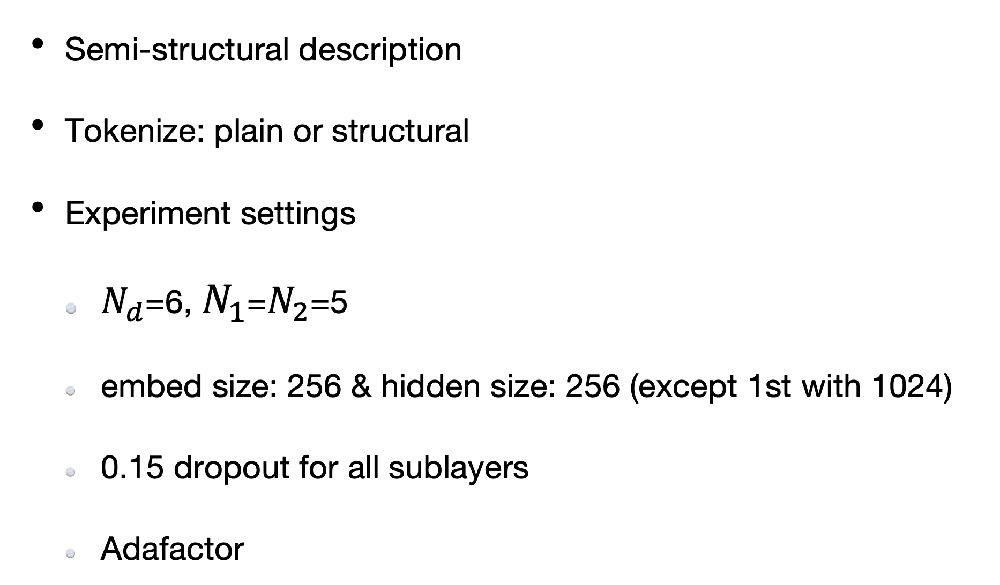 • Semi-structural description
• Tokenize: plain or structural
• Experiment settings
• N_d=6, N_1=N_2=5
• embed size: 256 & hidden size: 256 (except 1st with 1024)
• 0.15 dropout for all sublayers
• Adafactor